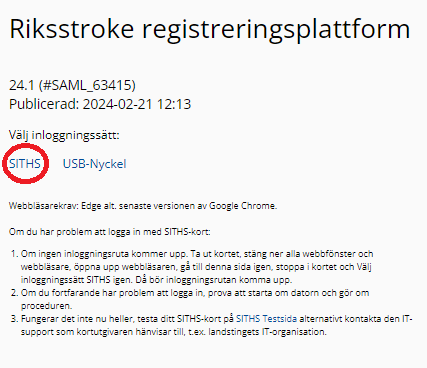 Riksstroke registreringsplattform
24.1 (#SAML_63415)
Publicerad: 2024-02-21 12:13
Välj inloggningssätt:
SITHS USB-Nyckel
Webbläsarekrav: Edge alt. senaste versionen av Google Chrome.
Om du har problem att logga in med SITHS-kort:
1. Om ingen inloggningsruta kommer upp. Ta ut kortet, stäng ner alla webbfönster och
webbläsare, öppna upp webbläsaren, gå till denna sida igen, stoppa i kortet och Välj
inloggningssätt SITHS igen. Då bör inloggningsrutan komma upp.
2. Om du fortfarande har problem att logga in, prova att starta om datorn och gör om
proceduren.
3. Fungerar det inte nu heller, testa ditt SITHS-kort på SITHS Testsida alternativt kontakta den IT-
support som kortutgivaren hänvisar till, t.ex. landstingets IT-organisation.